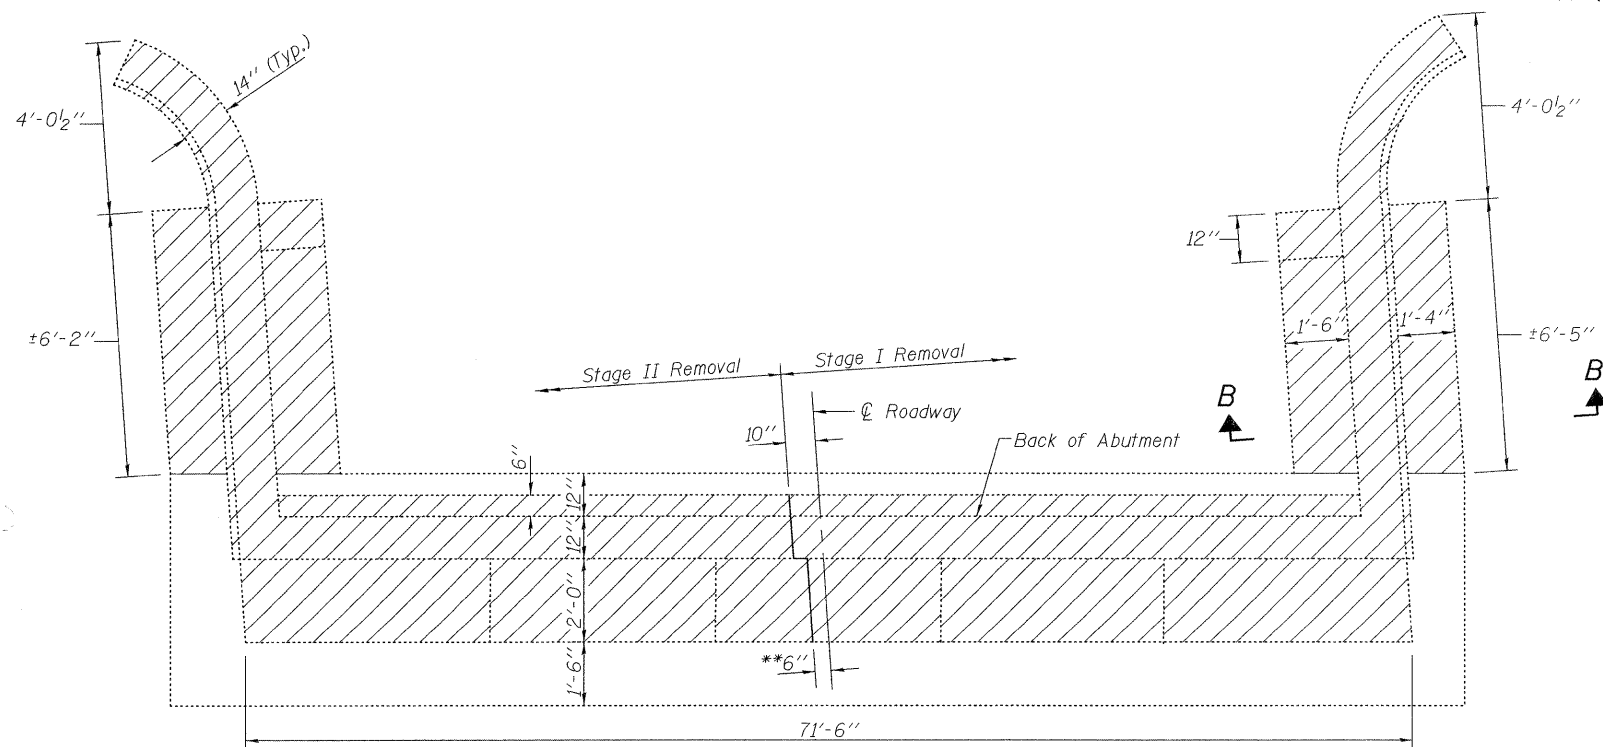 14" (Typ.)
4'-0½"
4'-0½"
12"
±6'-2"
1'-6"
1'-4"
±6'-5"
Stage II Removal
Stage I Removal
B
B
℄ Roadway
10"
Back of Abutment
6"
12"
12"
2'-0"
1'-6"
**6"
71'-6"